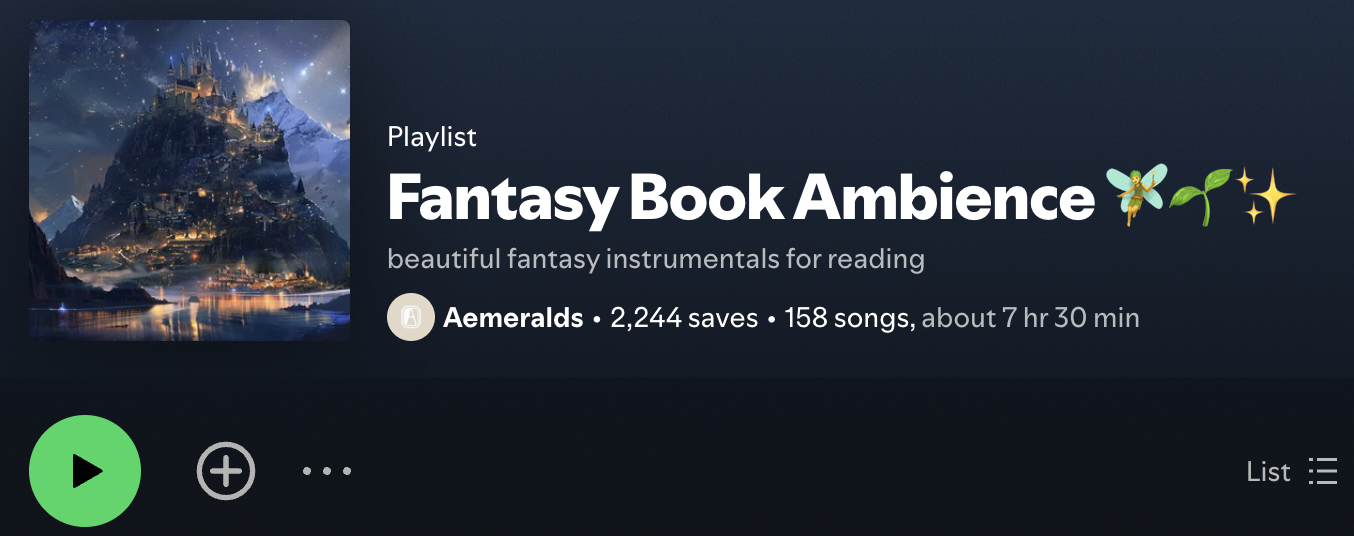 Playlist
Fantasy Book Ambience 🧚🌱✨
beautiful fantasy instrumentals for reading
Aemeralds • 2,244 saves • 158 songs, about 7 hr 30 min
List